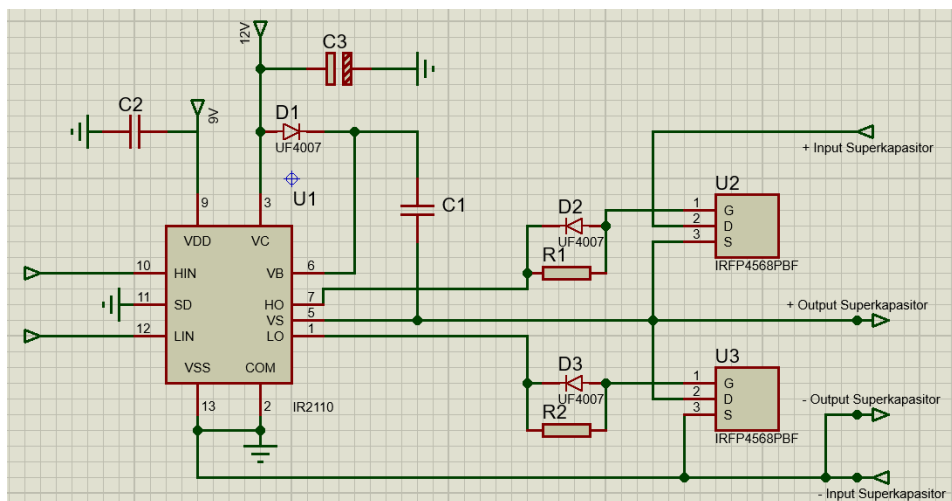 12V
C3
C2
9V
D1
UF4007
+ Input Superkapasitor
U1
C1
U2
9
3
D2
1
G
2
D
UF4007
3
S
VDD
VC
R1
IRFP4568PBF
10
HIN
VB
6
11
SD
HO
7
VS
5
+ Output Superkapasitor
12
LIN
LO
1
U3
VSS
COM
D3
1
G
2
D
- Output Superkapasitor
UF4007
3
S
13
2
IR2110
R2
IRFP4568PBF
- Input Superkapasitor